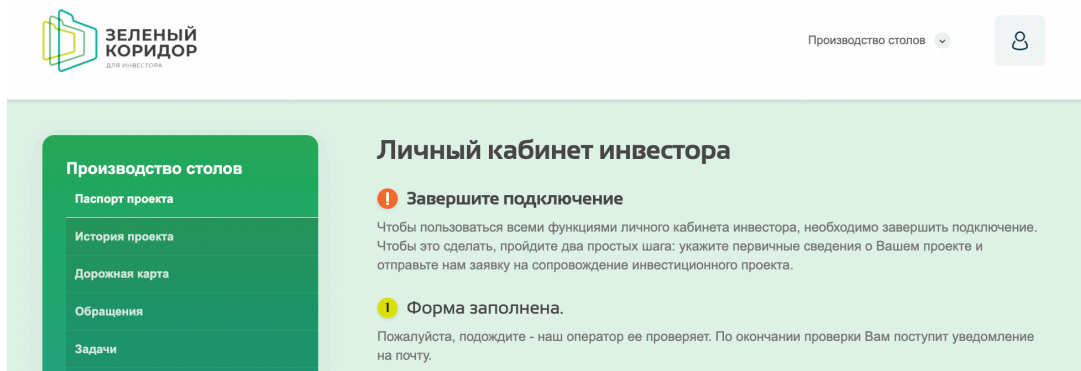 ЗЕЛЕНЫЙ
КОРИДОР
ДЛЯ ИНВЕСТОРА
Производство столов
Производство столов
Паспорт проекта
История проекта
Дорожная карта
Обращения
Задачи
Личный кабинет инвестора
! Завершите подключение
Чтобы пользоваться всеми функциями личного кабинета инвестора, необходимо завершить подключение.
Чтобы это сделать, пройдите два простых шага: укажите первичные сведения о Вашем проекте и
отправьте нам заявку на сопровождение инвестиционного проекта.
1 Форма заполнена.
Пожалуйста, подождите - наш оператор ее проверяет. По окончании проверки Вам поступит уведомление
на почту.